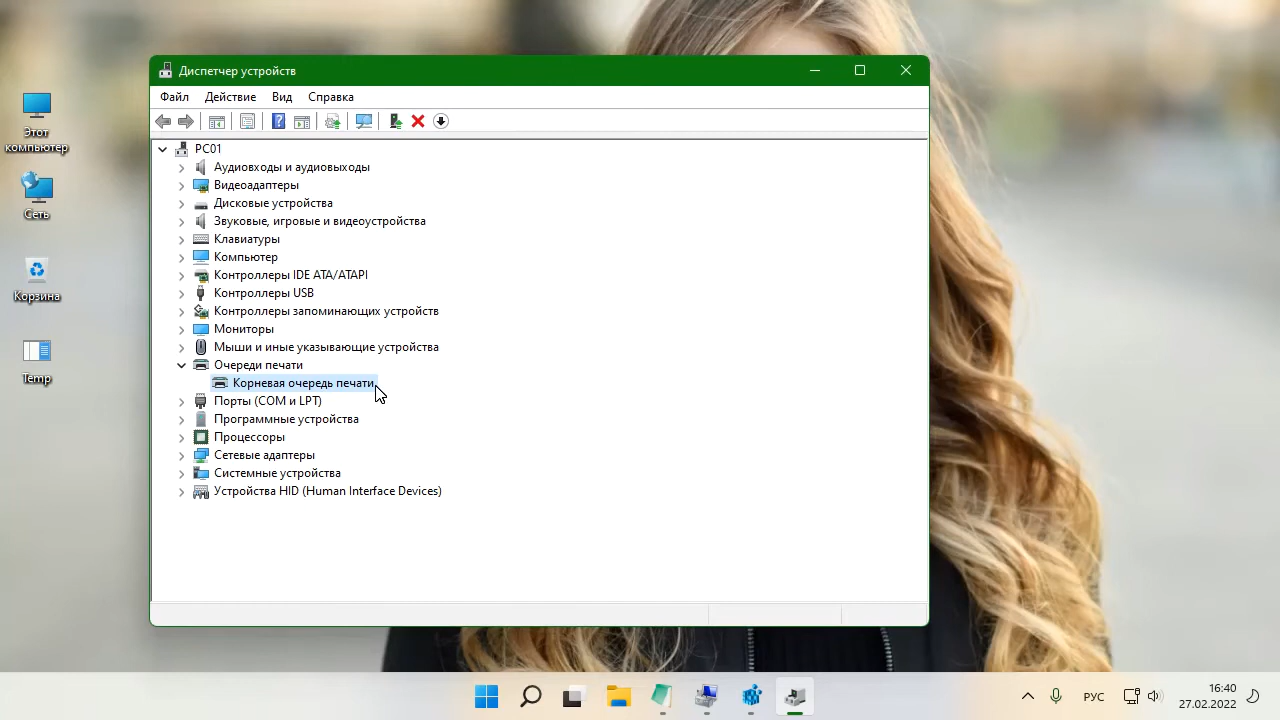 Диспетчер устройств
Файл Действие Вид Справка
PC01
Аудиовходы и аудиовыходы
Видеоадаптеры
Дисковые устройства
Звуковые, игровые и видеоустройства
Клавиатуры
Компьютер
Контроллеры IDE ATA/ATAPI
Контроллеры USB
Контроллеры запоминающих устройств
Мониторы
Мыши и иные указывающие устройства
Очереди печати
Корневая очередь печати
Порты (COM и LPT)
Программные устройства
Процессоры
Сетевые адаптеры
Системные устройства
Устройства HID (Human Interface Devices)
Этот
компьютер
Сеть
Корзина
Temp
РУС
16:40
27.02.2022